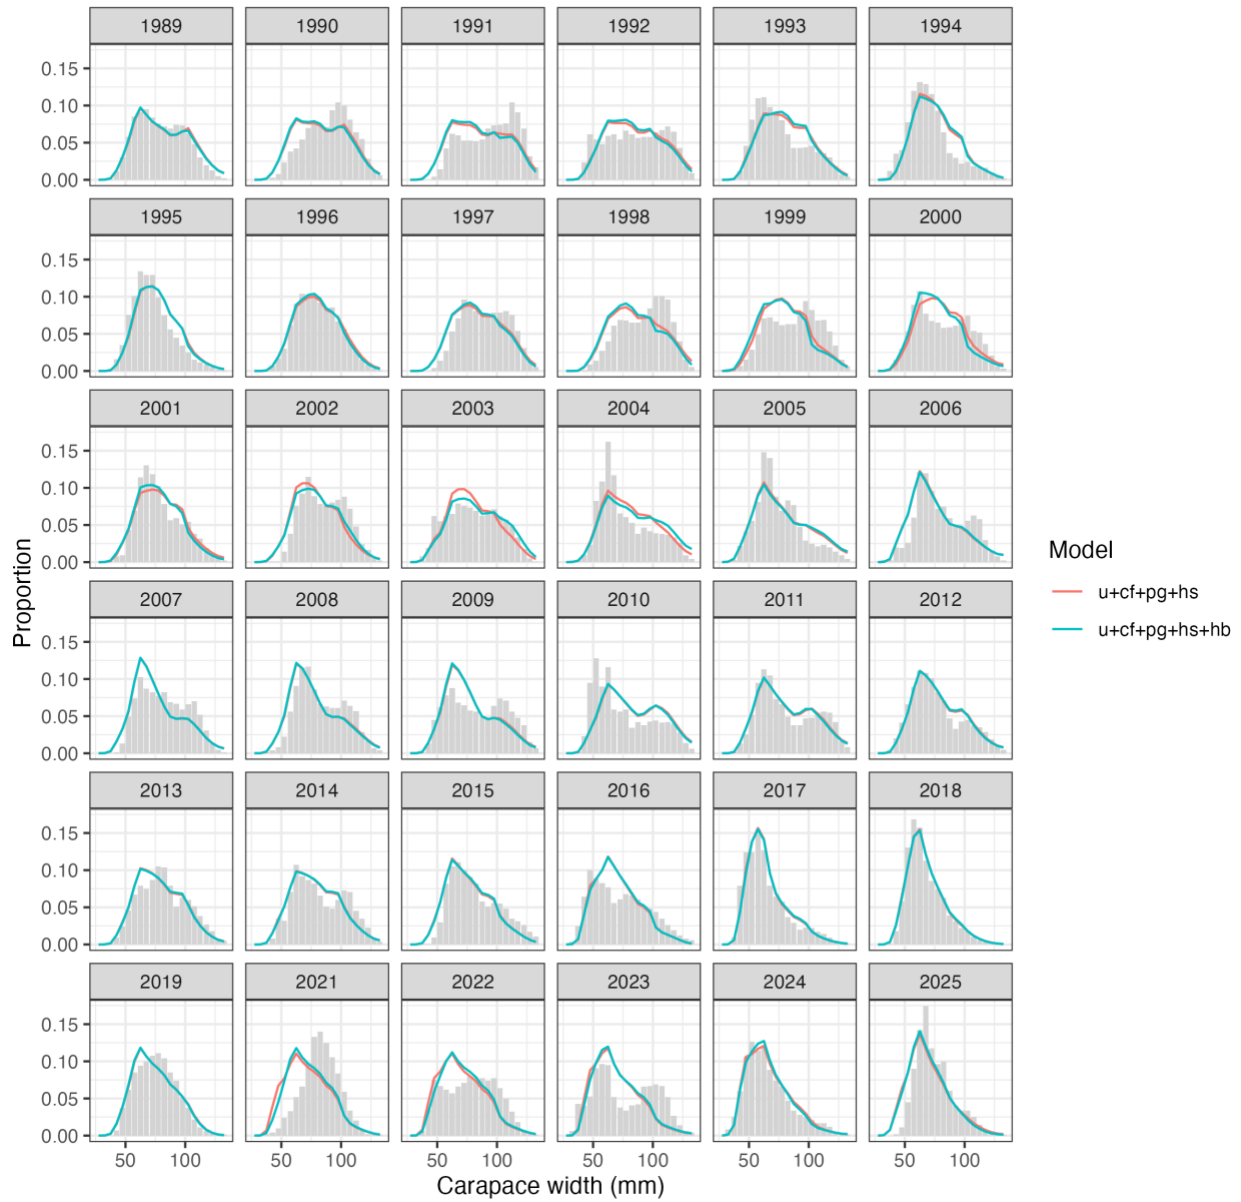 1989 1990 1991 1992 1993 1994
0.15
0.10
0.05
0.00
1995 1996 1997 1998 1999 2000
0.15
0.10
0.05
0.00
2001 2002 2003 2004 2005 2006
0.15
0.10
0.05
0.00
Proportion
Model
u+cf+pg+hs
u+cf+pg+hs+hb
2007 2008 2009 2010 2011 2012
0.15
0.10
0.05
0.00
2013 2014 2015 2016 2017 2018
0.15
0.10
0.05
0.00
2019 2021 2022 2023 2024 2025
0.15
0.10
0.05
0.00
50 100 50 100 50 100 50 100 50 100 50 100
Carapace width (mm)